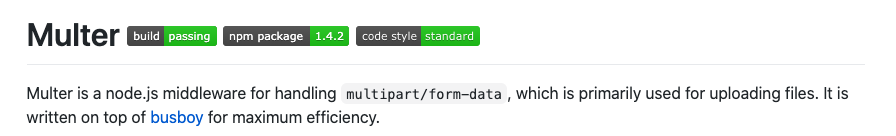 Multer build passing npm package 1.4.2 code style standard
Multer is a node.js middleware for handling multipart/form-data, which is primarily used for uploading files. It is
written on top of busboy for maximum efficiency.